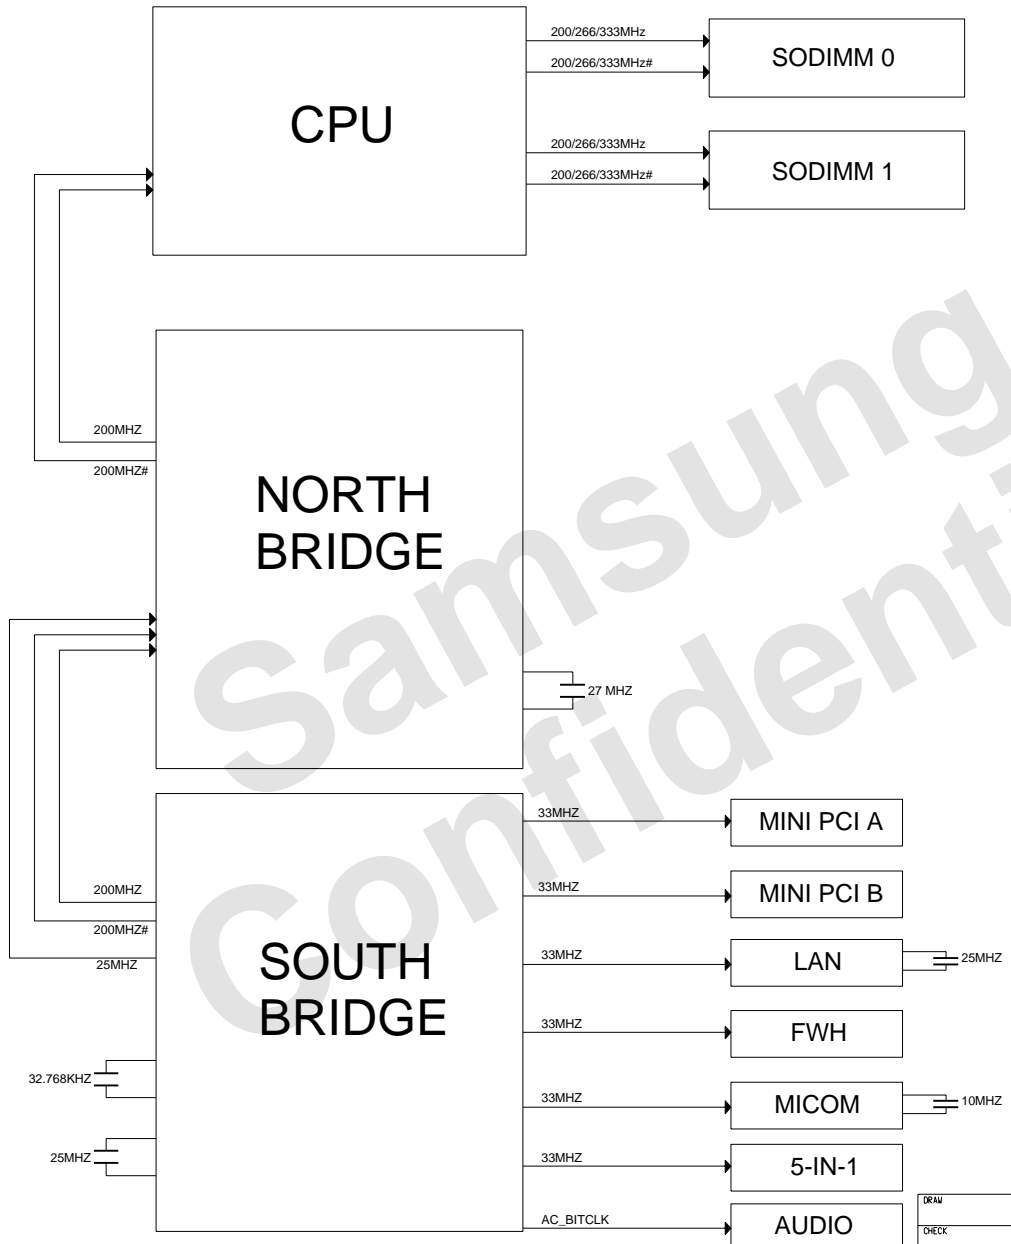 200/266/333MHz
SODIMM 0
200/266/333MHz#
CPU
200/266/333MHz
SODIMM 1
200/266/333MHz#
200MHZ
200MHZ#
NORTH
BRIDGE
27 MHZ
33MHZ
MINI PCI A
33MHZ
MINI PCI B
200MHZ
200MHZ#
25MHZ
SOUTH
BRIDGE
33MHZ
LAN
25MHZ
33MHZ
FWH
32.768KHZ
33MHZ
MICOM
10MHZ
25MHZ
33MHZ
5-IN-1
AC_BITCLK
AUDIO
DRAW
CHECK
Samsung
Confidenti